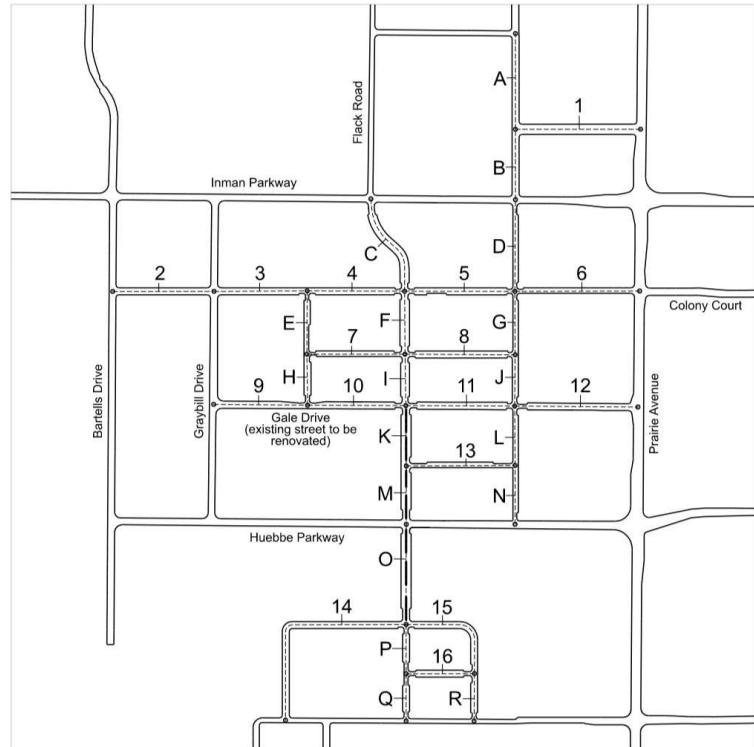 A
Flack Road
1
B
Inman Parkway
C
D
2
3
4
5
6
Colony Court
E
F
G
7
8
Bartells Drive
Graybill Drive
H
I
J
Prairie Avenue
9
10
11
12
Gale Drive
(existing street to be
renovated)
K
L
13
M
N
Huebbe Parkway
O
14
15
P
16
Q
R